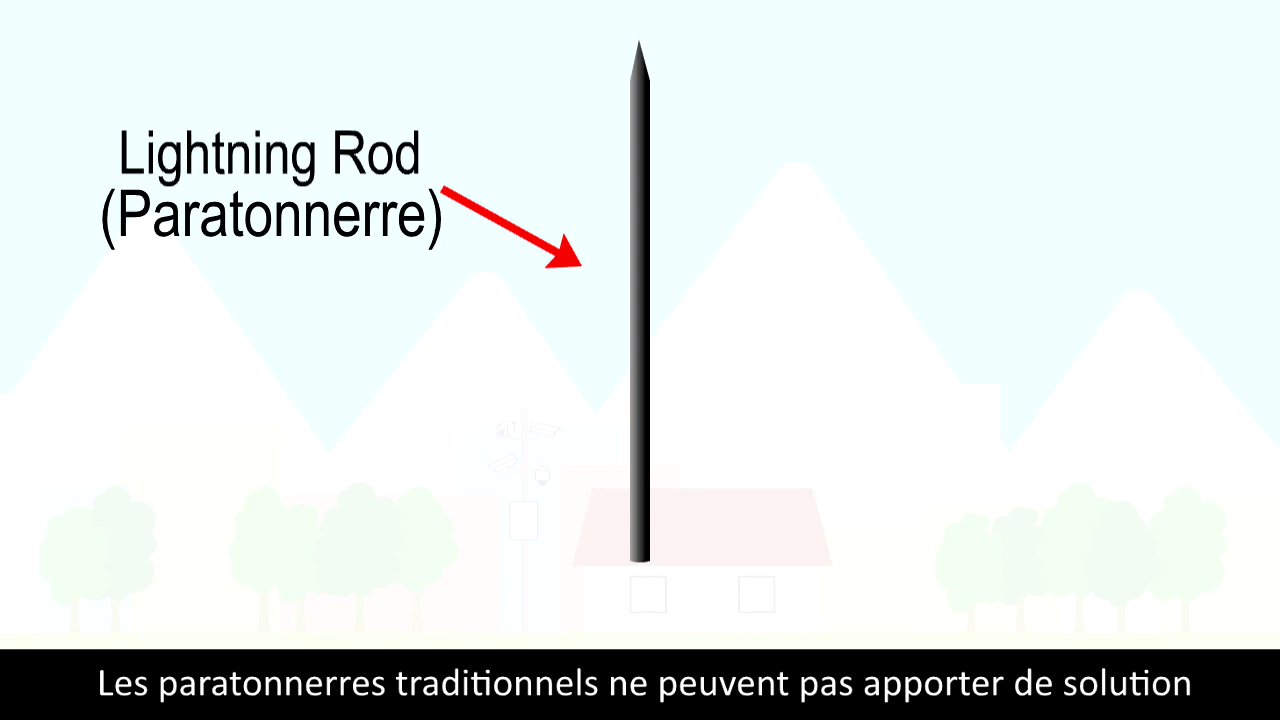 Lightning Rod
(Paratonnerre)
Les paratonnerres traditionnels ne peuvent pas apporter de solution